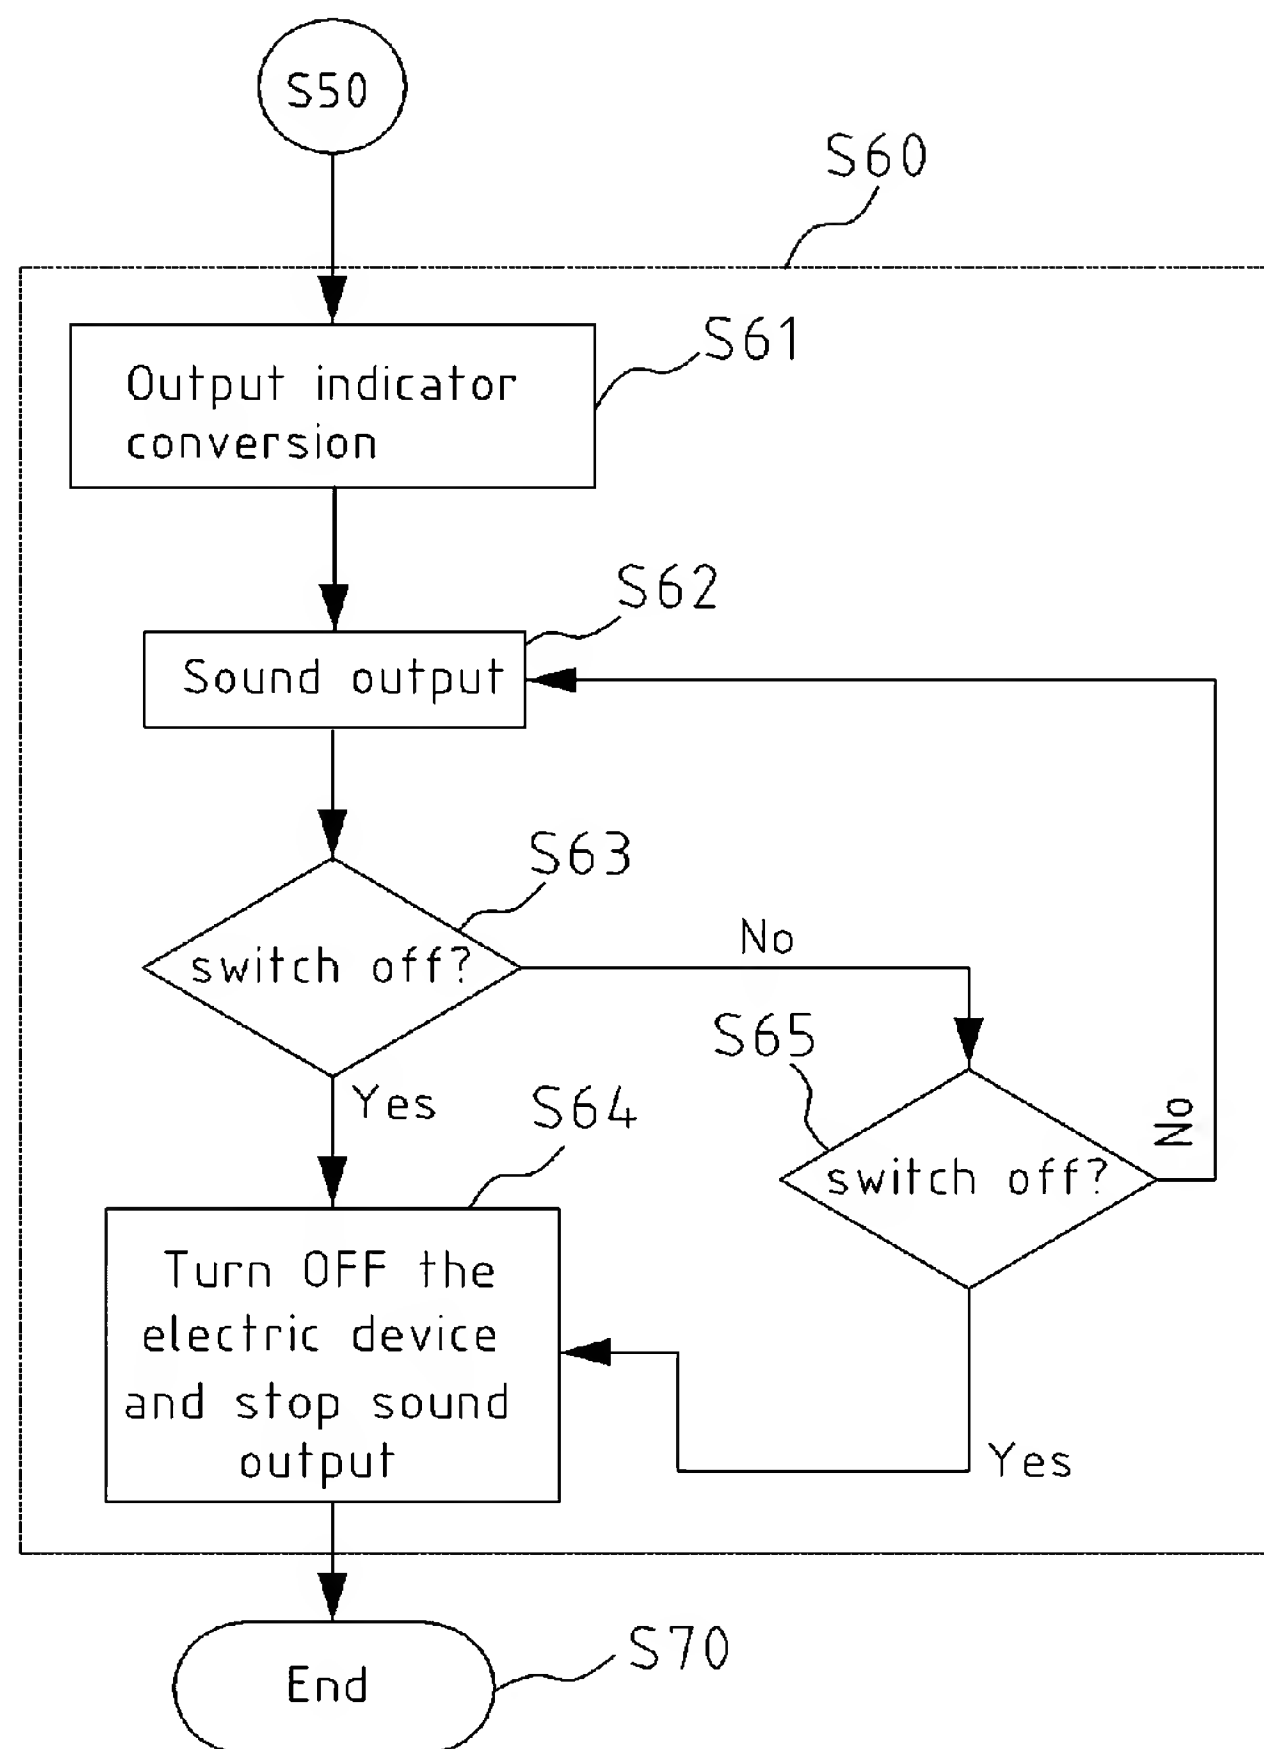 S50
S60
S61
Output indicator
conversion
S62
Sound output
S63
switch off?
No
S65
Yes
S64
No
switch off?
Turn OFF the
electric device
and stop sound
output
Yes
S70
End